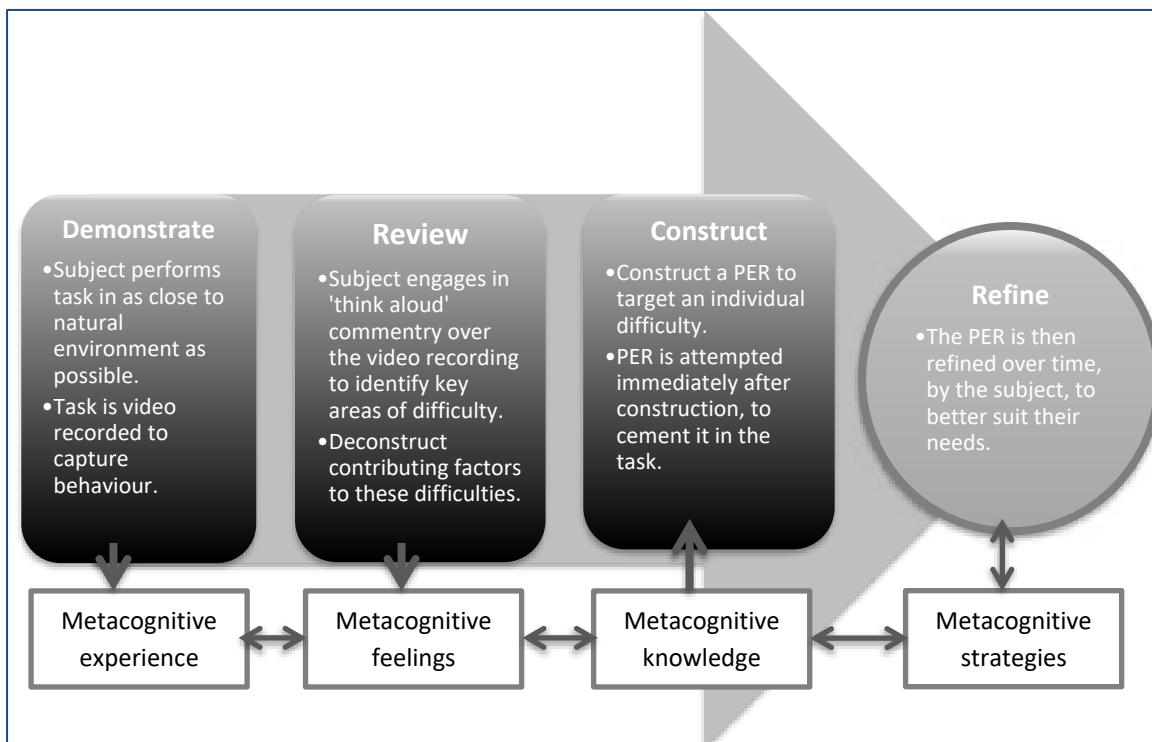 Demonstrate
•Subject performs
task in as close to
natural
environment as
possible.
•Task is video
recorded to
capture
behaviour.
Review
•Subject engages in
'think aloud'
commentry over
the video recording
to identify key
areas of difficulty.
•Deconstruct
contributing factors
to these difficulties.
Construct
•Construct a PER to
target an individual
difficulty.
•PER is attempted
immediately after
construction, to
cement it in the
task.
Refine
•The PER is then
refined over time,
by the subject, to
better suit their
needs.
Metacognitive
experience
Metacognitive
feelings
Metacognitive
knowledge
Metacognitive
strategies